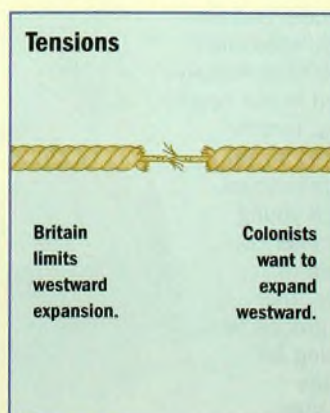 Tensions
Britain
limits
westward
expansion.
Colonists
want to
expand
westward.